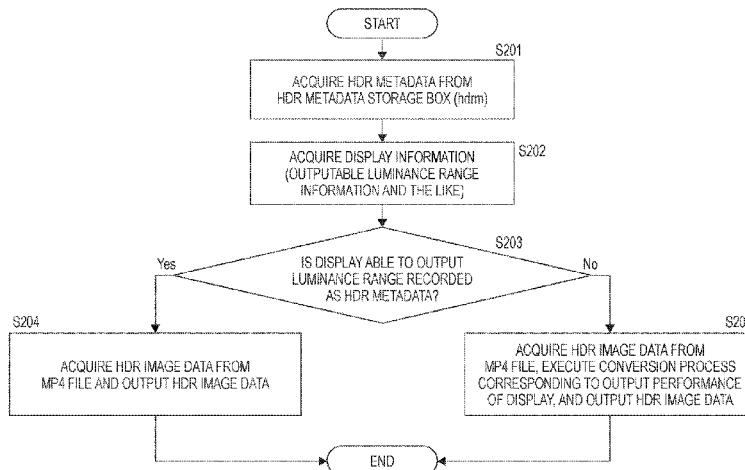 START
S201
ACQUIRE HDR METADATA FROM
HDR METADATA STORAGE BOX (hdrm)
S202
ACQUIRE DISPLAY INFORMATION
(OUTPUTABLE LUMINANCE RANGE
INFORMATION AND THE LIKE)
S203
Yes
IS DISPLAY ABLE TO OUTPUT
LUMINANCE RANGE RECORDED
AS HDR METADATA?
No
S204
ACQUIRE HDR IMAGE DATA FROM
MP4 FILE AND OUTPUT HDR IMAGE DATA
S20
ACQUIRE HDR IMAGE DATA FROM
MP4 FILE, EXECUTE CONVERSION PROCESS
CORRESPONDING TO OUTPUT PERFORMANCE
OF DISPLAY, AND OUTPUT HDR IMAGE DATA
END